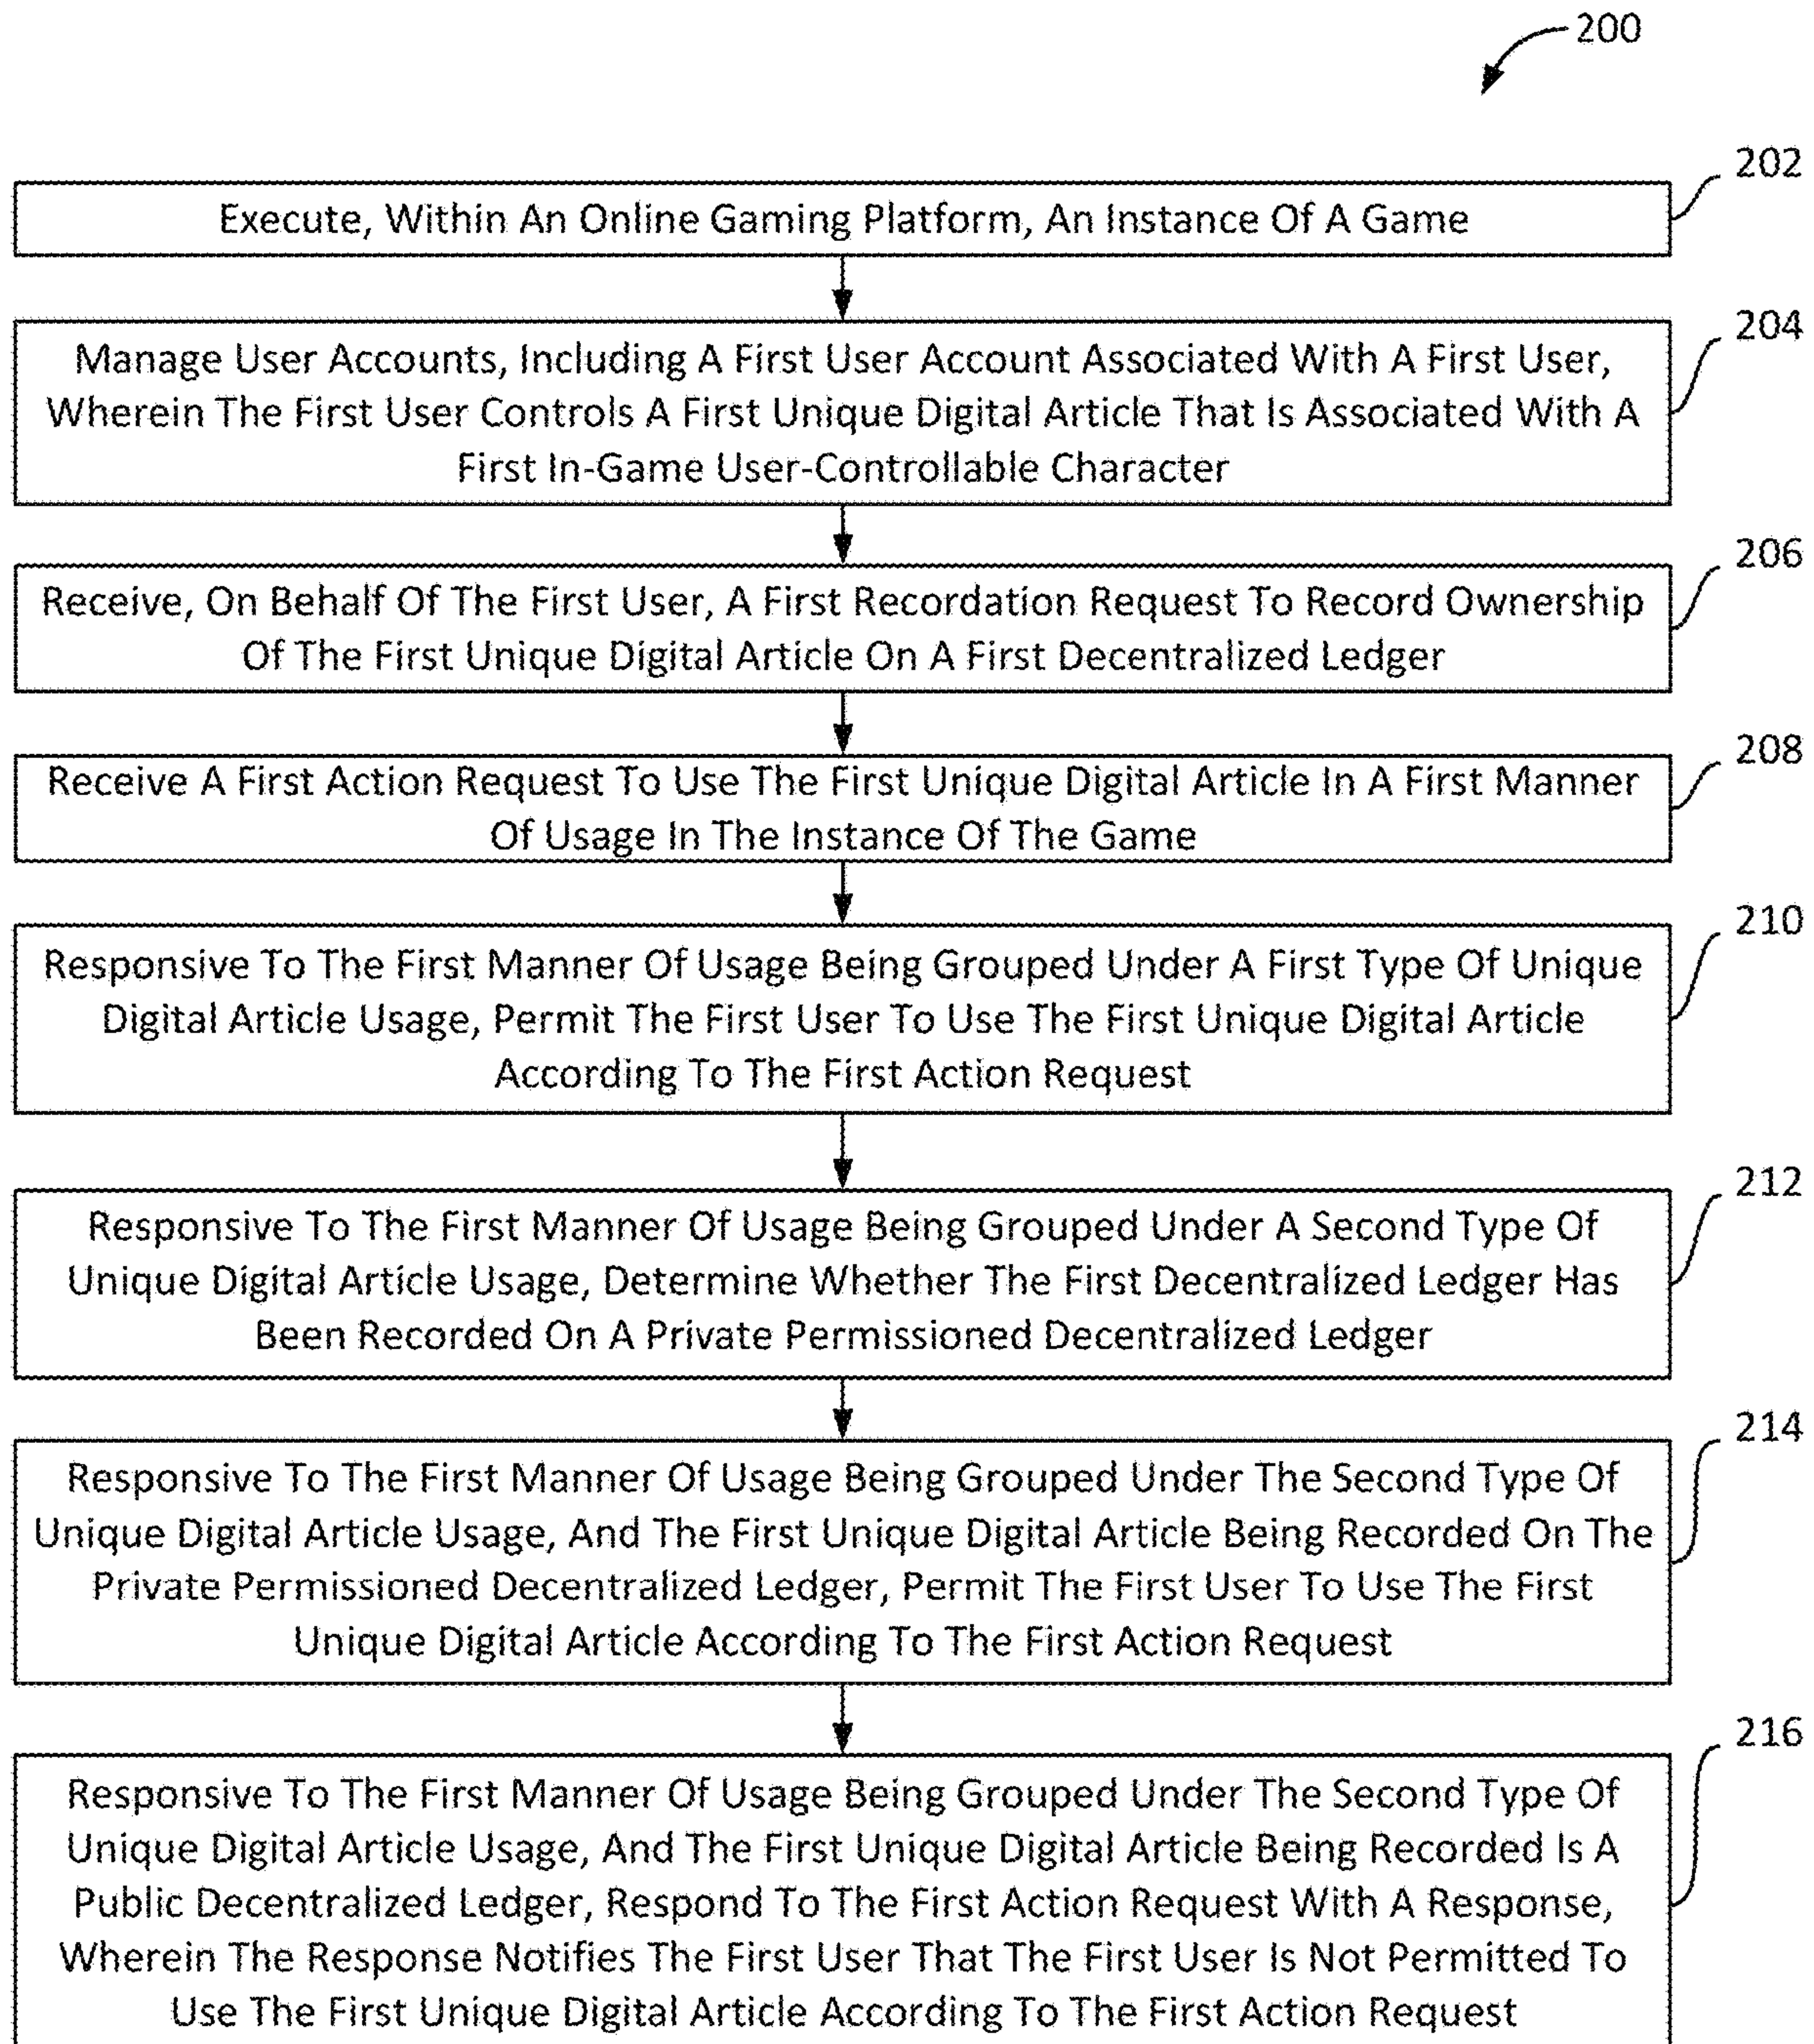 200
202
Execute, Within An Online Gaming Platform, An Instance Of A Game
204
Manage User Accounts, Including A First User Account Associated With A First User,
Wherein The First User Controls A First Unique Digital Article That Is Associated With A
First In-Game User-Controllable Character
206
Receive, On Behalf Of The First User, A First Recordation Request To Record Ownership
Of The First Unique Digital Article On A First Decentralized Ledger
208
Receive A First Action Request To Use The First Unique Digital Article In A First Manner
Of Usage In The Instance Of The Game
210
Responsive To The First Manner Of Usage Being Grouped Under A First Type Of Unique
Digital Article Usage, Permit The First User To Use The First Unique Digital Article
According To The First Action Request
212
Responsive To The First Manner Of Usage Being Grouped Under A Second Type Of
Unique Digital Article Usage, Determine Whether The First Decentralized Ledger Has
Been Recorded On A Private Permissioned Decentralized Ledger
214
Responsive To The First Manner Of Usage Being Grouped Under The Second Type Of
Unique Digital Article Usage, And The First Unique Digital Article Being Recorded On The
Private Permissioned Decentralized Ledger, Permit The First User To Use The First
Unique Digital Article According To The First Action Request
216
Responsive To The First Manner Of Usage Being Grouped Under The Second Type Of
Unique Digital Article Usage, And The First Unique Digital Article Being Recorded Is A
Public Decentralized Ledger, Respond To The First Action Request With A Response,
Wherein The Response Notifies The First User That The First User Is Not Permitted To
Use The First Unique Digital Article According To The First Action Request